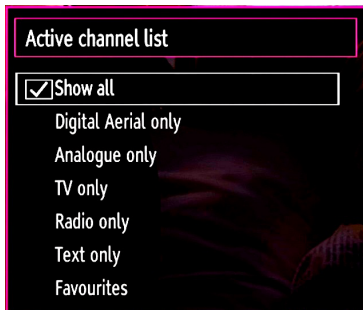 Active channel list
Show all
Digital Aerial only
Analogue only
TV only
Radio only
Text only
Favourites